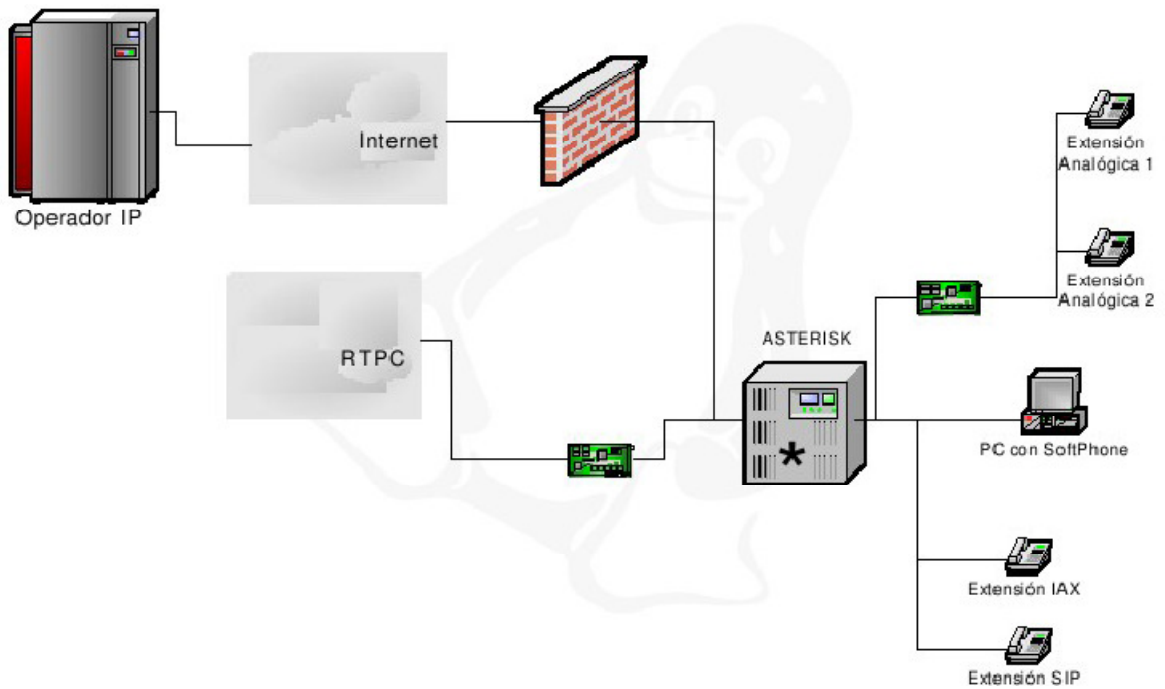 Operador IP
Internet
RTPC
ASTERISK
*
Extensión
Analógica 1
Extensión
Analógica 2
PC con SoftPhone
Extensión IAX
Extensión SIP